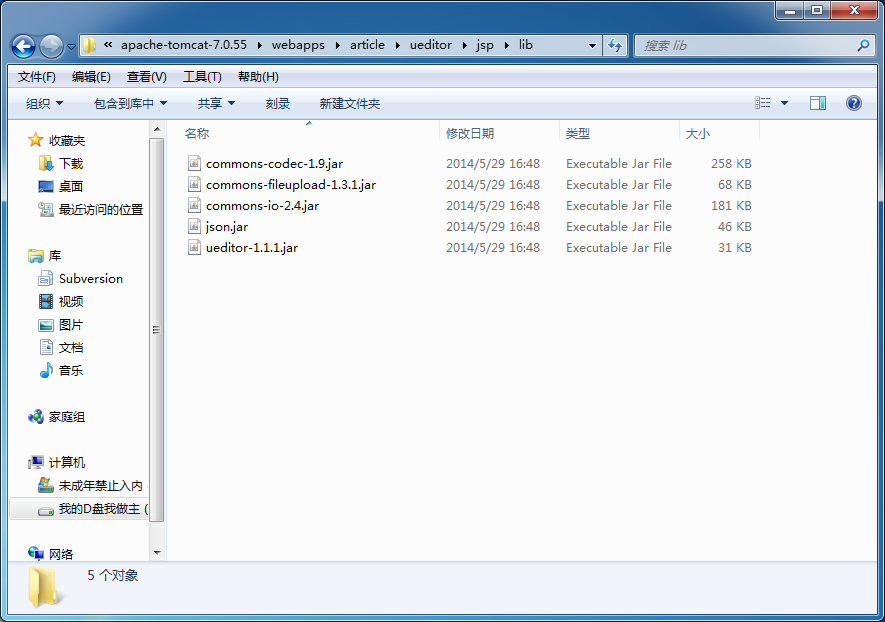 « apache-tomcat-7.0.55 webapps article ueditor jsp lib 搜索 lib
文件(F) 编辑(E) 查看(V) 工具(T) 帮助(H)
组织 包含到库中 共享 刻录 新建文件夹
名称 修改日期 类型 大小
commons-codec-1.9.jar 2014/5/29 16:48 Executable Jar File 258 KB
commons-fileupload-1.3.1.jar 2014/5/29 16:48 Executable Jar File 68 KB
commons-io-2.4.jar 2014/5/29 16:48 Executable Jar File 181 KB
json.jar 2014/5/29 16:48 Executable Jar File 46 KB
ueditor-1.1.1.jar 2014/5/29 16:48 Executable Jar File 31 KB
收藏夹
下载
桌面
最近访问的位置
库
Subversion
视频
图片
文档
音乐
家庭组
计算机
未成年禁止入内
我的D盘我做主 (
网络
5 个对象